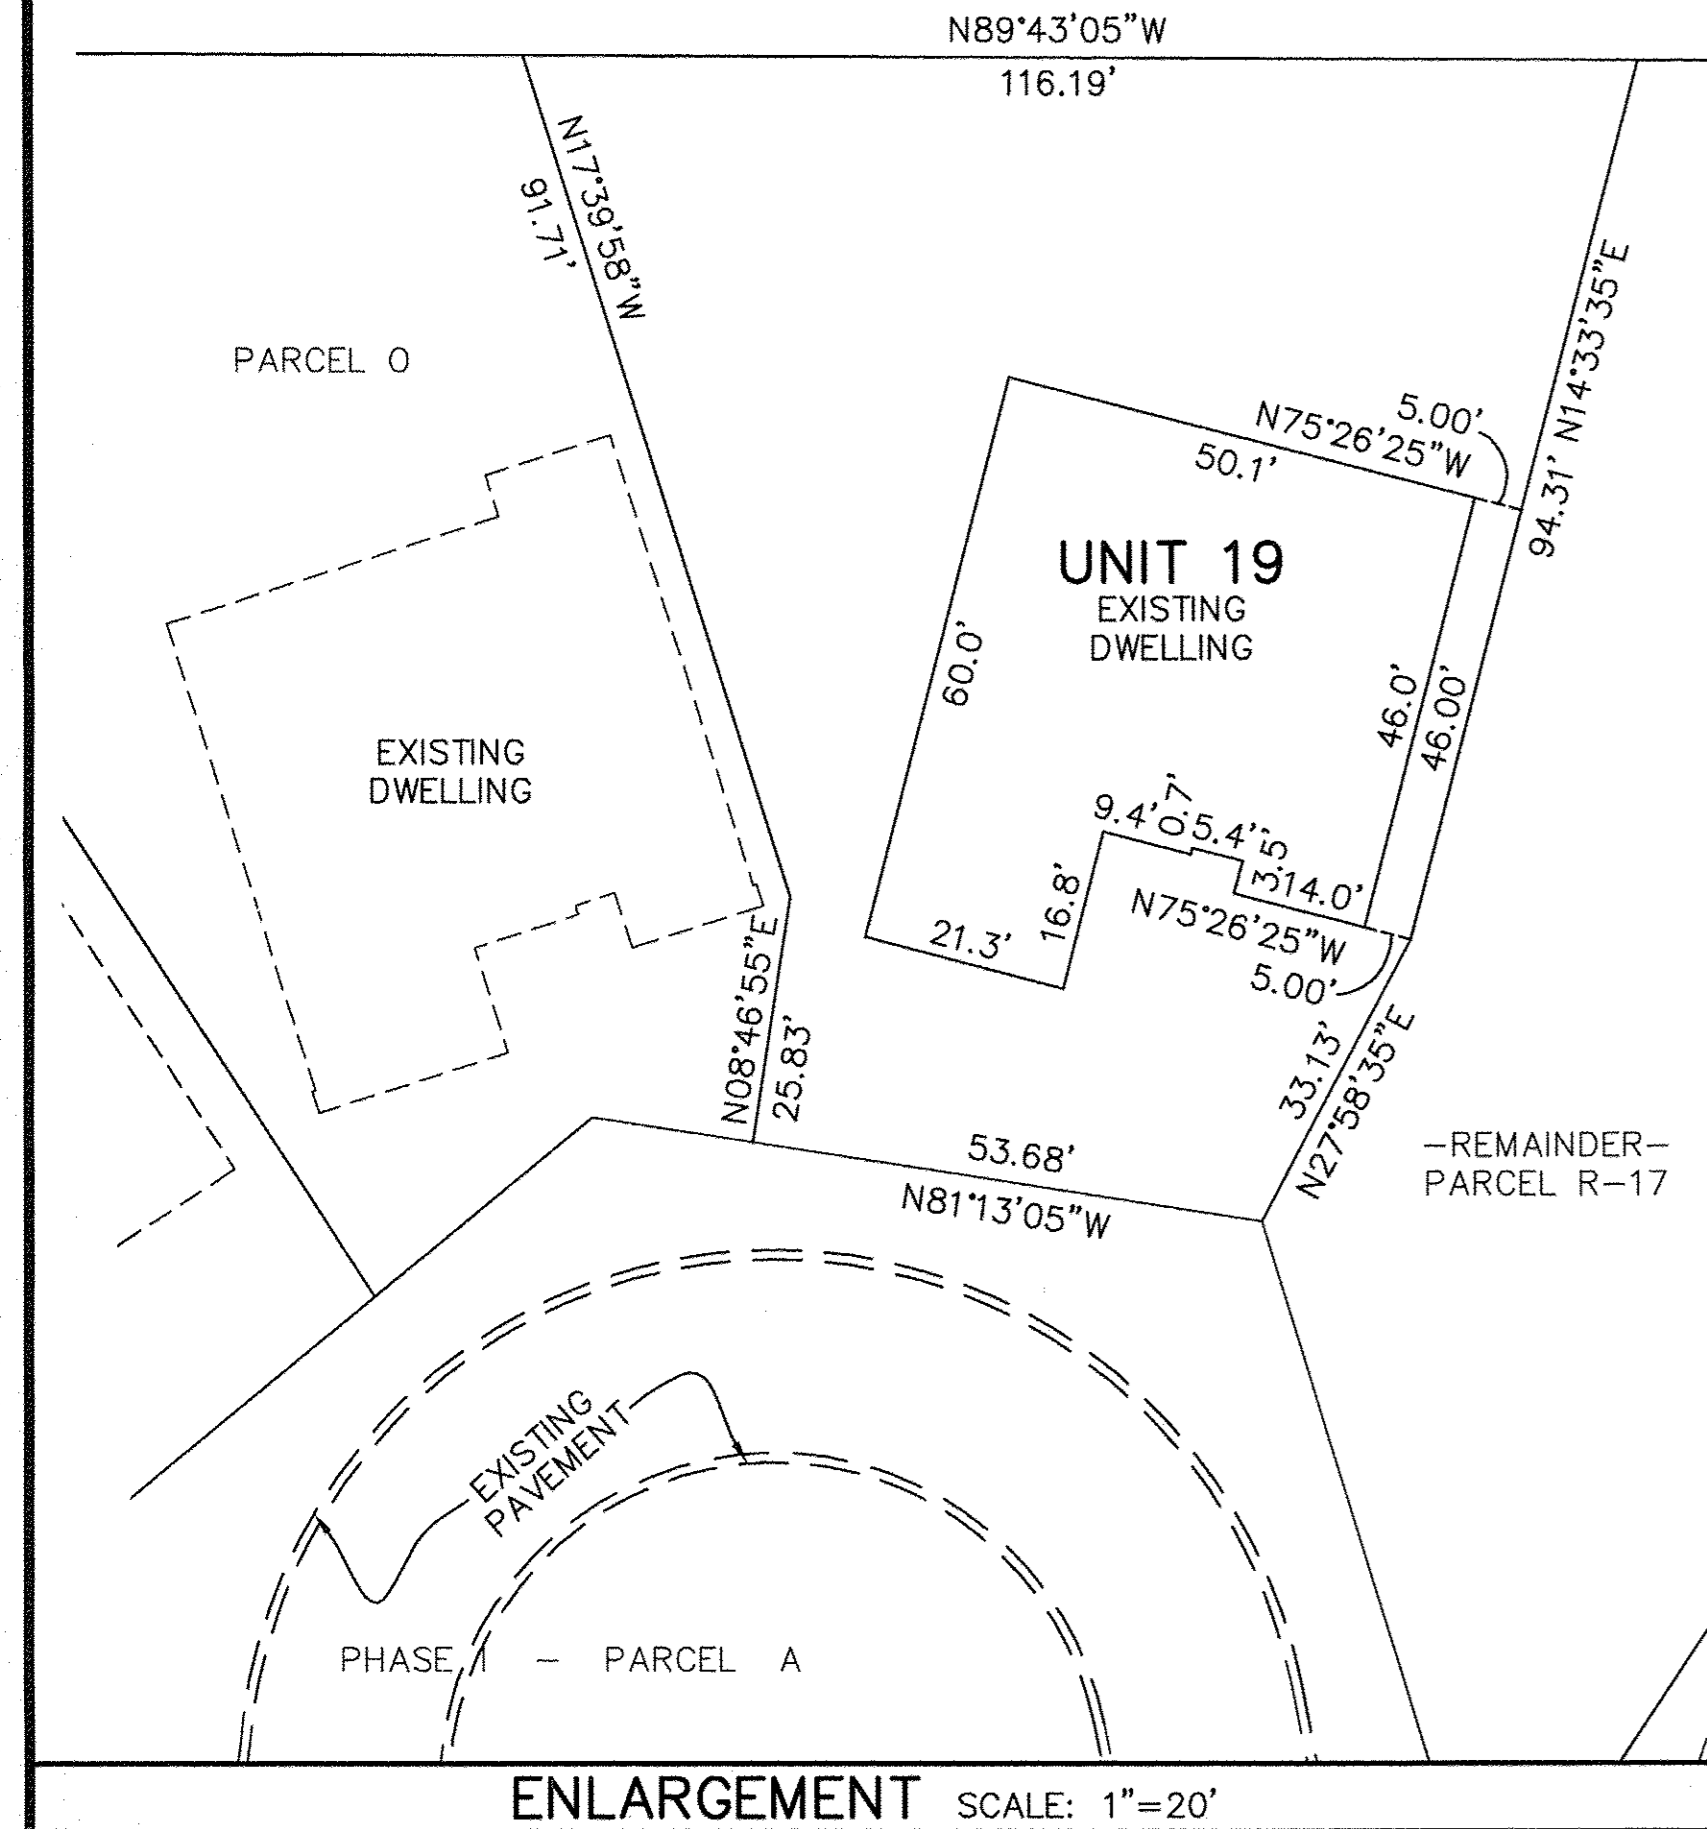 N89°43'05"W
116.19'
N17°39'58"W
91.71'
94.31' N14°33'35"E
PARCEL O
5.00'
N75°26'25"W
50.1'
UNIT 19
EXISTING
DWELLING
60.0'
46.0'
46.00'
EXISTING
DWELLING
9.4'
0.7'
5.4'
3.5'
14.0'
16.8'
N75°26'25"W
21.3'
5.00'
N08°46'55"E
25.83'
33.13'
N27°58'35"E
53.68'
N81°13'05"W
-REMAINDER-
PARCEL R-17
EXISTING
PAVEMENT
PHASE I - PARCEL A
ENLARGEMENT SCALE: 1"=20'